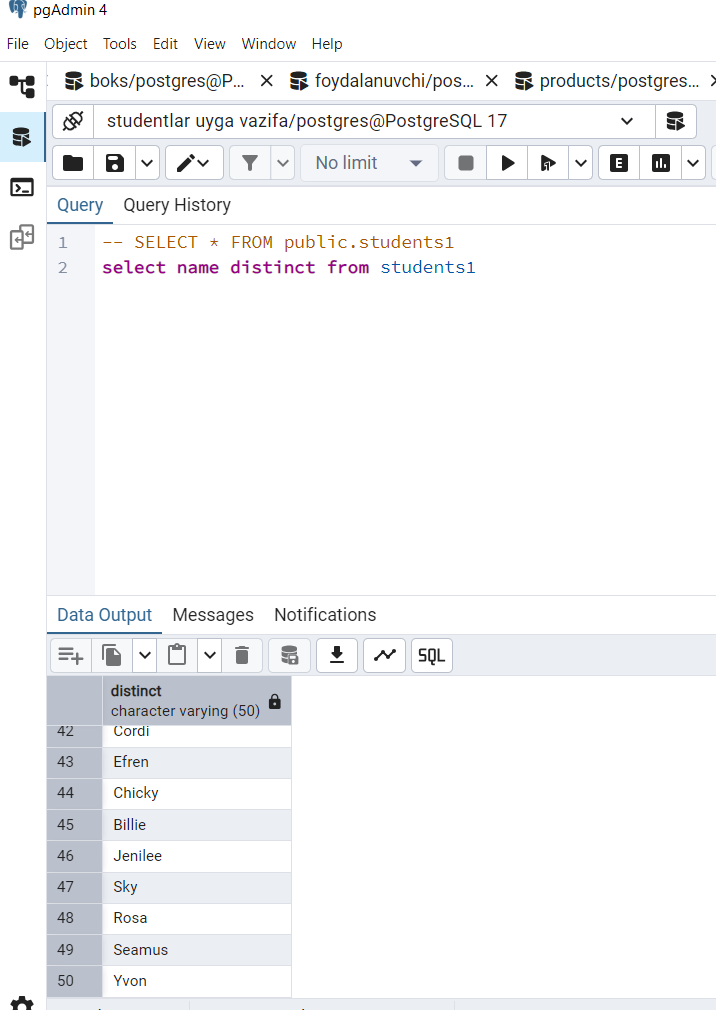 pgAdmin 4
File Object Tools Edit View Window Help
boks/postgres@P... foydalanuvchi/pos... products/postgres...
studentlar uyga vazifa/postgres@PostgreSQL 17
No limit E
Query Query History
1 -- SELECT * FROM public.students1
2 select name distinct from students1
Data Output Messages Notifications
SQL
distinct
character varying (50)
42 Cordi
43 Efren
44 Chicky
45 Billie
46 Jenilee
47 Sky
48 Rosa
49 Seamus
50 Yvon